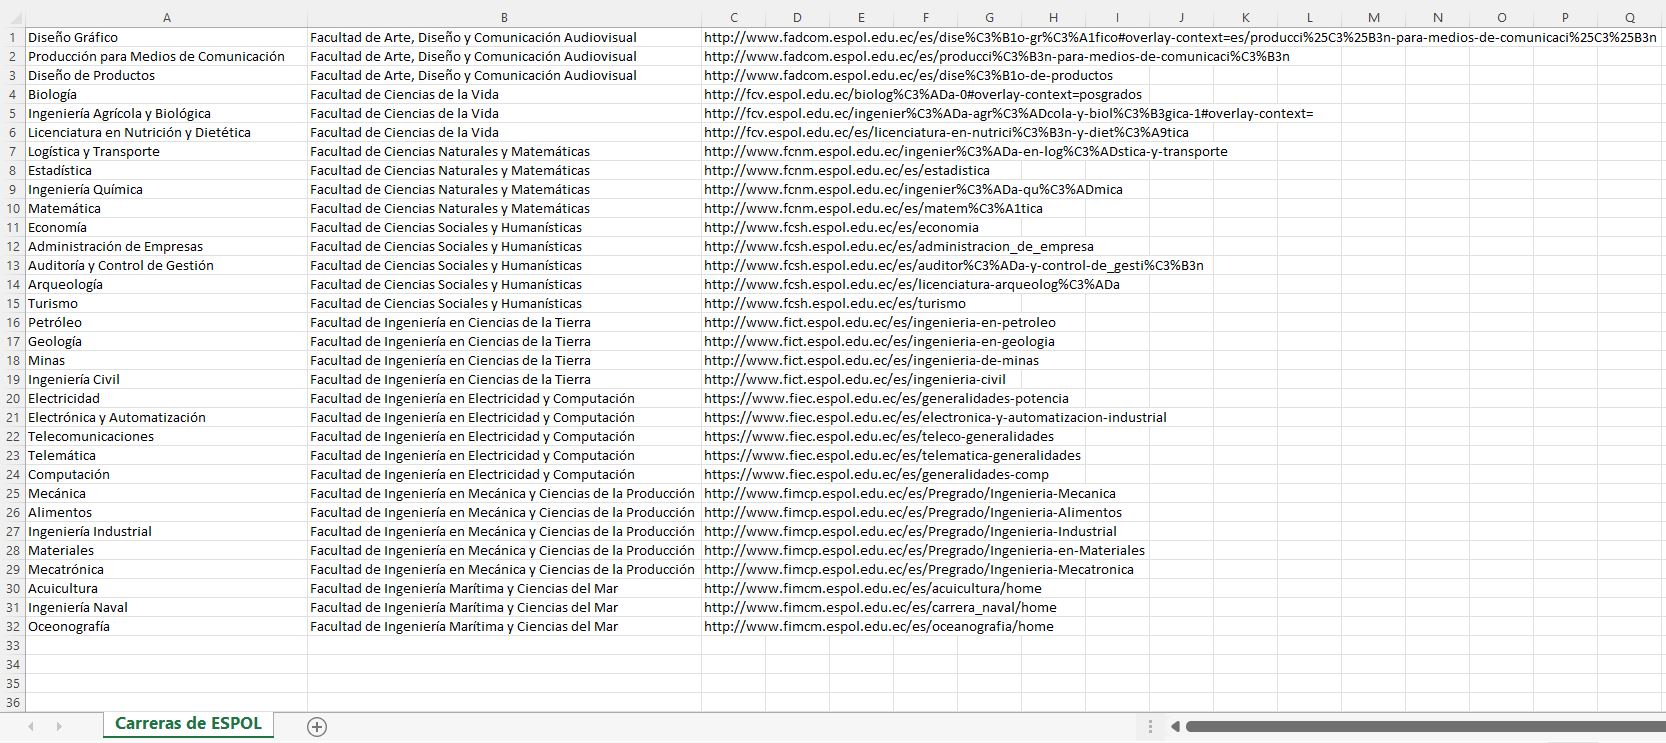 A B C D E F G H I J K L M N O P Q
1 Diseño Gráfico Facultad de Arte, Diseño y Comunicación Audiovisual http://www.fadcom.espol.edu.ec/es/dise%C3%B1o-gr%C3%A1fico#overlay-context=es/producci%25C3%25B3n-para-medios-de-comunicaci%25C3%25B3n
2 Producción para Medios de Comunicación Facultad de Arte, Diseño y Comunicación Audiovisual http://www.fadcom.espol.edu.ec/es/producci%C3%B3n-para-medios-de-comunicaci%C3%B3n
3 Diseño de Productos Facultad de Arte, Diseño y Comunicación Audiovisual http://www.fadcom.espol.edu.ec/es/dise%C3%B1o-de-productos
4 Biología Facultad de Ciencias de la Vida http://fcv.espol.edu.ec/biolog%C3%ADa-0#overlay-context=posgrados
5 Ingeniería Agrícola y Biológica Facultad de Ciencias de la Vida http://fcv.espol.edu.ec/ingenier%C3%ADa-agr%C3%ADcola-y-biol%C3%B3gica-1#overlay-context=
6 Licenciatura en Nutrición y Dietética Facultad de Ciencias de la Vida http://fcv.espol.edu.ec/es/licenciatura-en-nutrici%C3%B3n-y-diet%C3%A9tica
7 Logística y Transporte Facultad de Ciencias Naturales y Matemáticas http://www.fcnm.espol.edu.ec/ingenier%C3%ADa-en-log%C3%ADstica-y-transporte
8 Estadística Facultad de Ciencias Naturales y Matemáticas http://www.fcnm.espol.edu.ec/es/estadistica
9 Ingeniería Química Facultad de Ciencias Naturales y Matemáticas http://www.fcnm.espol.edu.ec/ingenier%C3%ADa-qu%C3%ADmica
10 Matemática Facultad de Ciencias Naturales y Matemáticas http://www.fcnm.espol.edu.ec/es/matem%C3%A1tica
11 Economía Facultad de Ciencias Sociales y Humanísticas http://www.fcsh.espol.edu.ec/es/economia
12 Administración de Empresas Facultad de Ciencias Sociales y Humanísticas http://www.fcsh.espol.edu.ec/es/administracion_de_empresa
13 Auditoría y Control de Gestión Facultad de Ciencias Sociales y Humanísticas http://www.fcsh.espol.edu.ec/es/auditor%C3%ADa-y-control-de_gesti%C3%B3n
14 Arqueología Facultad de Ciencias Sociales y Humanísticas http://www.fcsh.espol.edu.ec/es/licenciatura-arqueolog%C3%ADa
15 Turismo Facultad de Ciencias Sociales y Humanísticas http://www.fcsh.espol.edu.ec/es/turismo
16 Petróleo Facultad de Ingeniería en Ciencias de la Tierra http://www.fict.espol.edu.ec/es/ingenieria-en-petroleo
17 Geología Facultad de Ingeniería en Ciencias de la Tierra http://www.fict.espol.edu.ec/es/ingenieria-en-geologia
18 Minas Facultad de Ingeniería en Ciencias de la Tierra http://www.fict.espol.edu.ec/es/ingenieria-de-minas
19 Ingeniería Civil Facultad de Ingeniería en Ciencias de la Tierra http://www.fict.espol.edu.ec/es/ingenieria-civil
20 Electricidad Facultad de Ingeniería en Electricidad y Computación https://www.fiec.espol.edu.ec/es/generalidades-potencia
21 Electrónica y Automatización Facultad de Ingeniería en Electricidad y Computación https://www.fiec.espol.edu.ec/es/electronica-y-automatizacion-industrial
22 Telecomunicaciones Facultad de Ingeniería en Electricidad y Computación https://www.fiec.espol.edu.ec/es/teleco-generalidades
23 Telemática Facultad de Ingeniería en Electricidad y Computación https://www.fiec.espol.edu.ec/es/telematica-generalidades
24 Computación Facultad de Ingeniería en Electricidad y Computación https://www.fiec.espol.edu.ec/es/generalidades-comp
25 Mecánica Facultad de Ingeniería en Mecánica y Ciencias de la Producción http://www.fimcp.espol.edu.ec/es/Pregrado/Ingenieria-Mecanica
26 Alimentos Facultad de Ingeniería en Mecánica y Ciencias de la Producción http://www.fimcp.espol.edu.ec/es/Pregrado/Ingenieria-Alimentos
27 Ingeniería Industrial Facultad de Ingeniería en Mecánica y Ciencias de la Producción http://www.fimcp.espol.edu.ec/es/Pregrado/Ingenieria-Industrial
28 Materiales Facultad de Ingeniería en Mecánica y Ciencias de la Producción http://www.fimcp.espol.edu.ec/es/Pregrado/Ingenieria-en-Materiales
29 Mecatrónica Facultad de Ingeniería en Mecánica y Ciencias de la Producción http://www.fimcp.espol.edu.ec/es/Pregrado/Ingenieria-Mecatronica
30 Acuicultura Facultad de Ingeniería Marítima y Ciencias del Mar http://www.fimcm.espol.edu.ec/es/acuicultura/home
31 Ingeniería Naval Facultad de Ingeniería Marítima y Ciencias del Mar http://www.fimcm.espol.edu.ec/es/carrera_naval/home
32 Oceonografía Facultad de Ingeniería Marítima y Ciencias del Mar http://www.fimcm.espol.edu.ec/es/oceanografia/home
33
34
35
36
Carreras de ESPOL